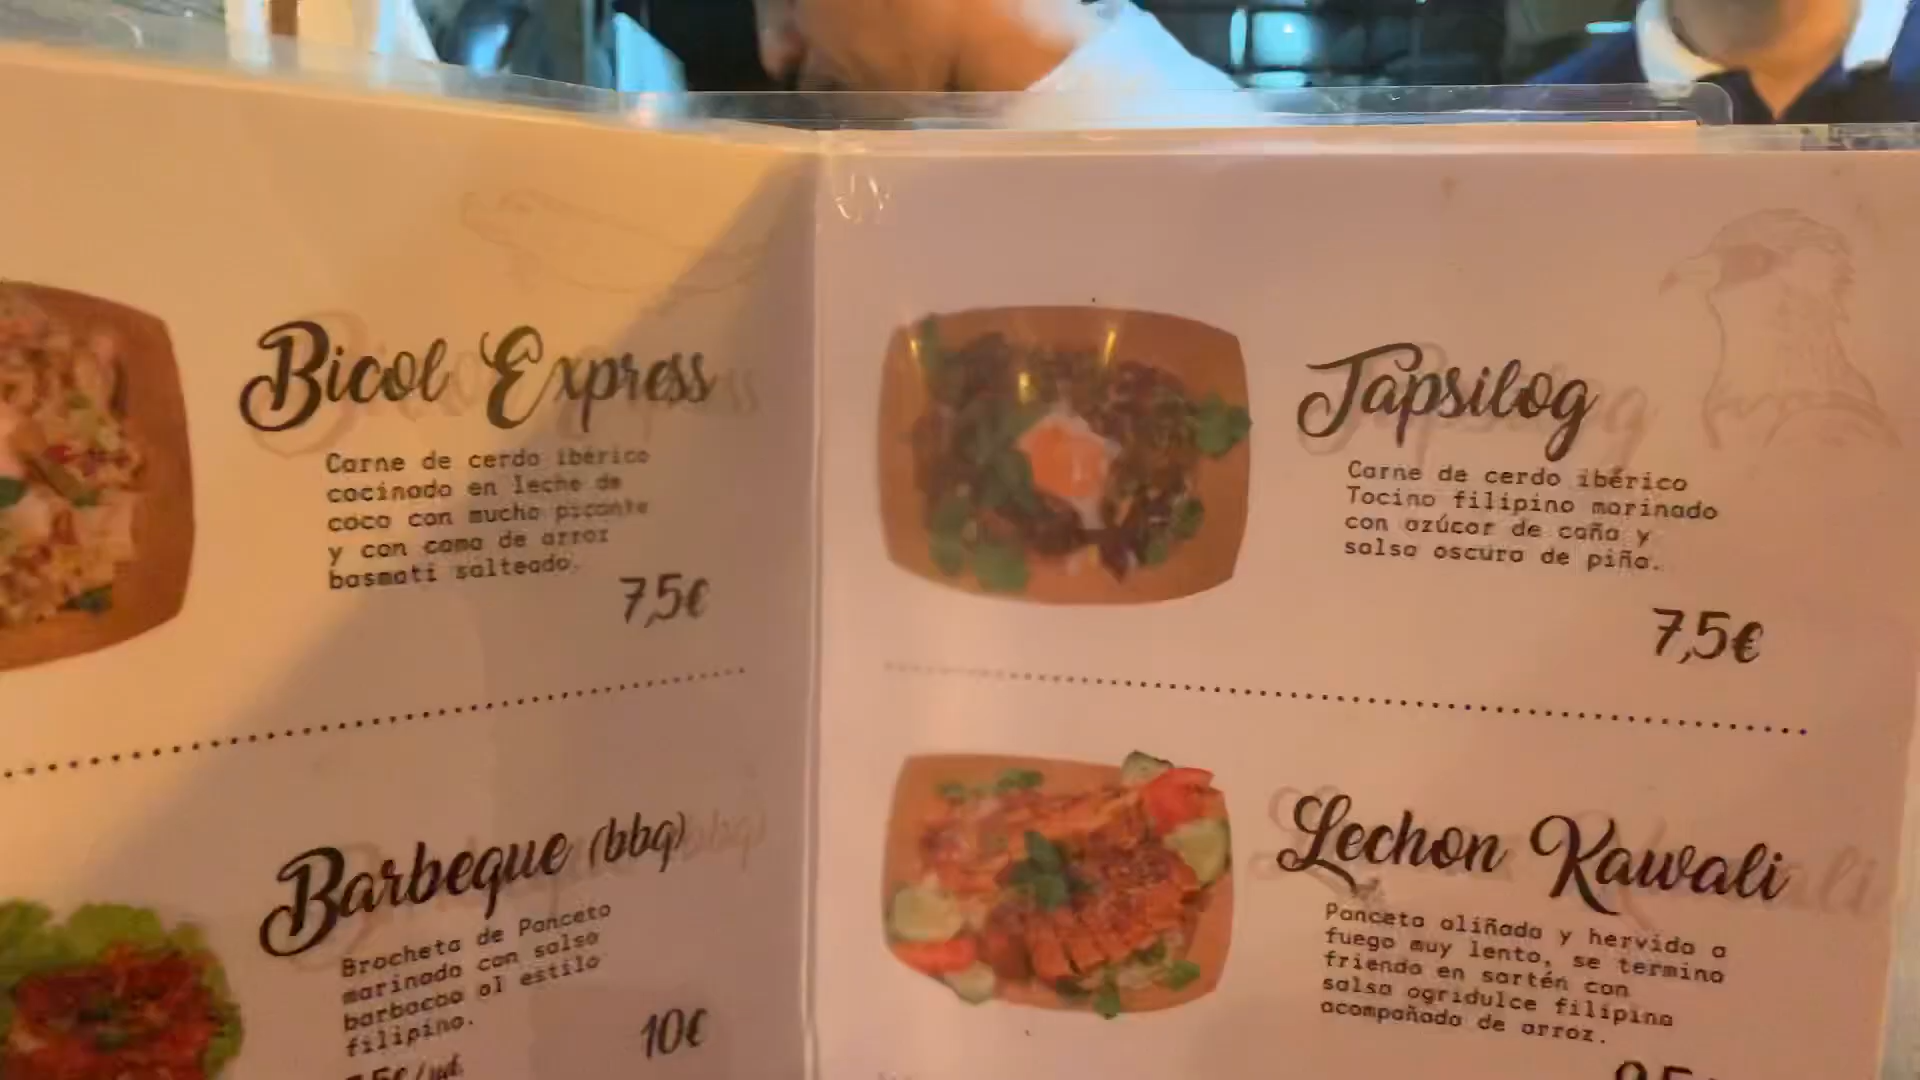 Bicol Express
Carne de cerdo ibérico
cocinado en leche de
coco con mucho picante
y con cama de arroz
basmati salteado.
7,5€
Barbeque (bbq)
Brocheta de Panceta
marinada con salsa
barbacoa al estilo
filipino.
10€
Tapsilog
Carne de cerdo ibérico
Tocino filipino marinado
con azúcar de caña y
salsa oscura de piña.
7,5€
Lechon Kawali
Panceta aliñada y hervida a
fuego muy lento, se termina
friendo en sartén con
salsa agridulce filipina
acompañado de arroz.